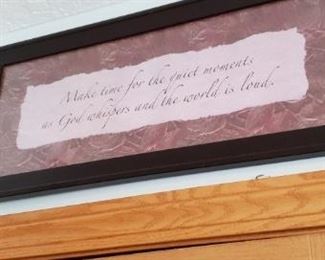 Make time for the quiet moments
as God whispers and the world is loud.